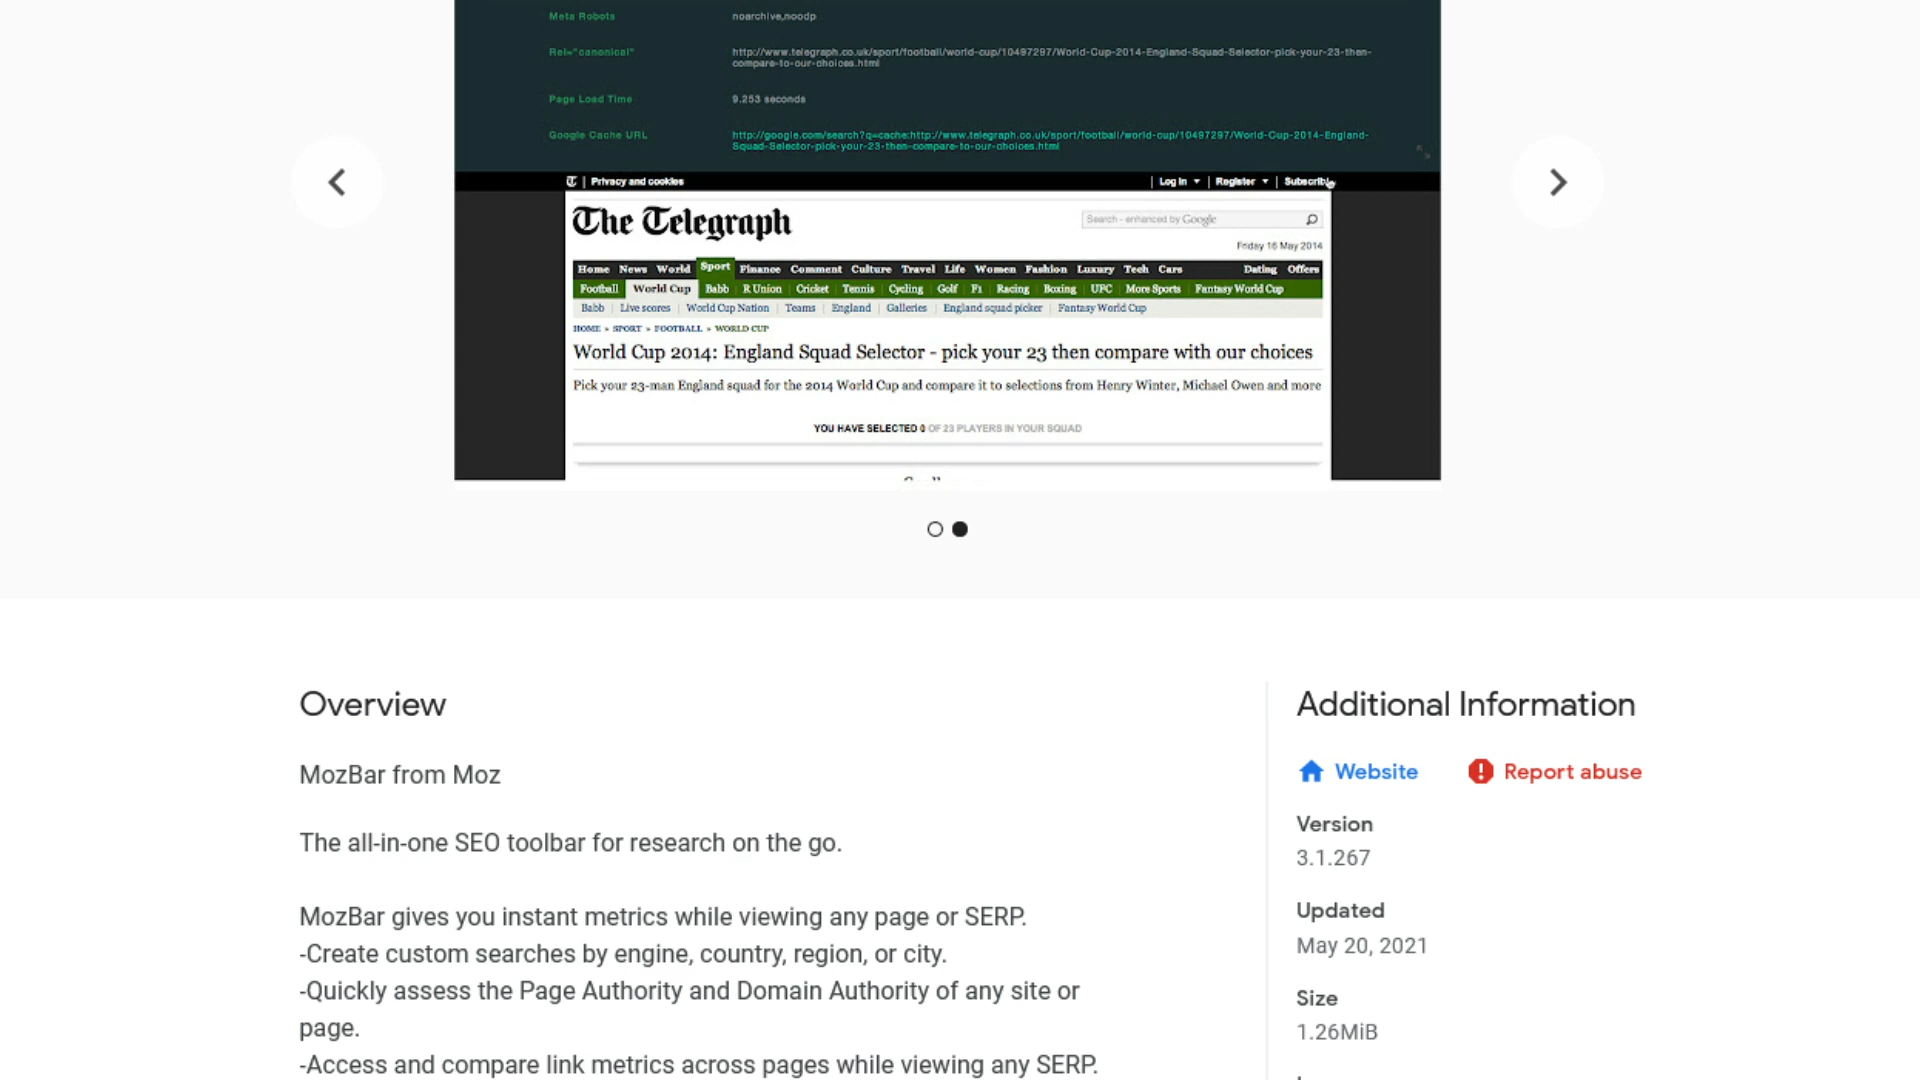 Meta Robots noarchive,noodp
Rel="canonical" http://www.telegraph.co.uk/sport/football/world-cup/10497297/World-Cup-2014-England-Squad-Selector-pick-your-23-then-
compare-to-our-choices.html
Page Load Time 9.253 seconds
Google Cache URL http://google.com/search?q=cache:http://www.telegraph.co.uk/sport/football/world-cup/10497297/World-Cup-2014-England-
Squad-Selector-pick-your-23-then-compare-to-our-choices.html
Privacy and cookies Log in Register
The Telegraph
Search - enhanced by Google
Friday 16 May 2014
Home News World Sport Finance Comment Culture Travel Life Women Fashion Luxury Tech Cars Dating Offers
Football World Cup Babb R Union Cricket Tennis Cycling Golf F1 Racing Boxing UFC More Sports Fantasy World Cup
Babb Live scores World Cup Nation Teams England Galleries England squad picker Fantasy World Cup
HOME » SPORT » FOOTBALL » WORLD CUP
World Cup 2014: England Squad Selector - pick your 23 then compare with our choices
Pick your 23-man England squad for the 2014 World Cup and compare it to selections from Henry Winter, Michael Owen and more
YOU HAVE SELECTED 0 OF 23 PLAYERS IN YOUR SQUAD
Overview
MozBar from Moz
The all-in-one SEO toolbar for research on the go.
MozBar gives you instant metrics while viewing any page or SERP.
-Create custom searches by engine, country, region, or city.
-Quickly assess the Page Authority and Domain Authority of any site or
page.
-Access and compare link metrics across pages while viewing any SERP.
Additional Information
Website Report abuse
Version
3.1.267
Updated
May 20, 2021
Size
1.26MiB